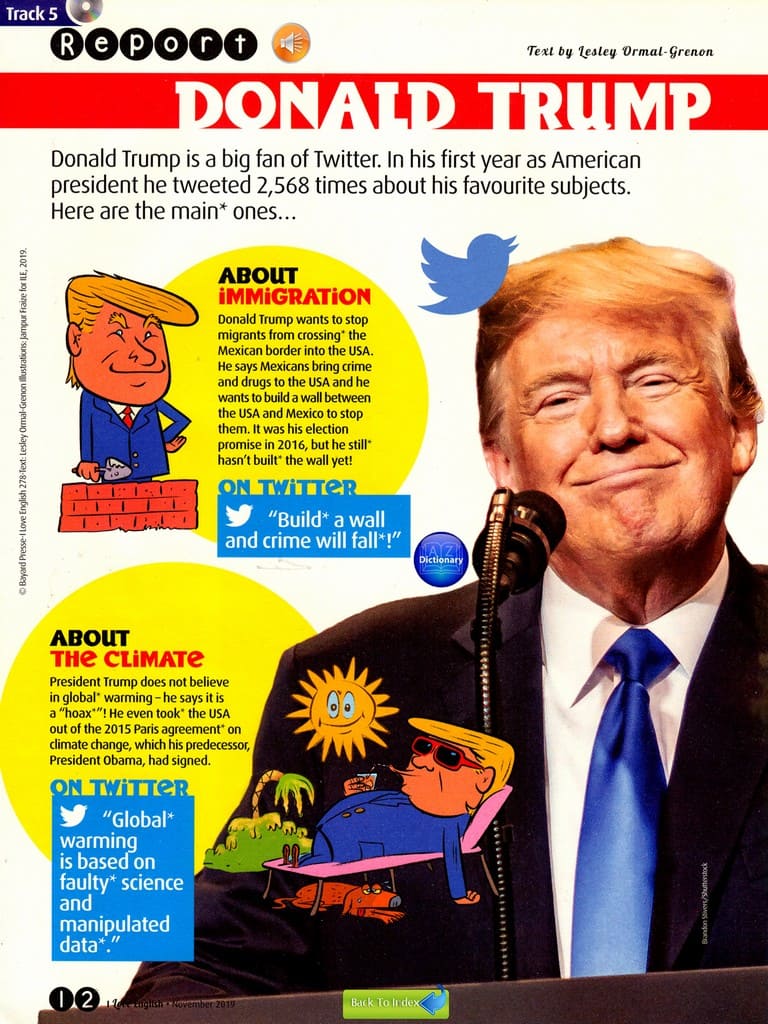 Track 5
Report
Text by Lesley Ormal-Grenon
DONALD TRUMP
Donald Trump is a big fan of Twitter. In his first year as American
president he tweeted 2,568 times about his favourite subjects.
Here are the main* ones...
ABOUT
IMMIGRATION
Donald Trump wants to stop
migrants from crossing* the
Mexican border into the USA.
He says Mexicans bring crime
and drugs to the USA and he
wants to build a wall between
the USA and Mexico to stop
them. It was his election
promise in 2016, but he still*
hasn't built* the wall yet!
ON TWITTER
"Build* a wall
and crime will fall*!"
A-Z
Dictionary
ABOUT
THE CLIMATE
President Trump does not believe
in global* warming – he says it is
a "hoax*"! He even took* the USA
out of the 2015 Paris agreement* on
climate change, which his predecessor,
President Obama, had signed.
ON TWITTER
"Global*
warming
is based on
faulty* science
and
manipulated
data*."
© Bayard Presse-I Love English 278-Text: Lesley Ormal-Grenon Illustrations: Jampur Fraize for ILE, 2019.
Brandon Stivers/Shutterstock
12 I Love English • November 2019
Back To Index